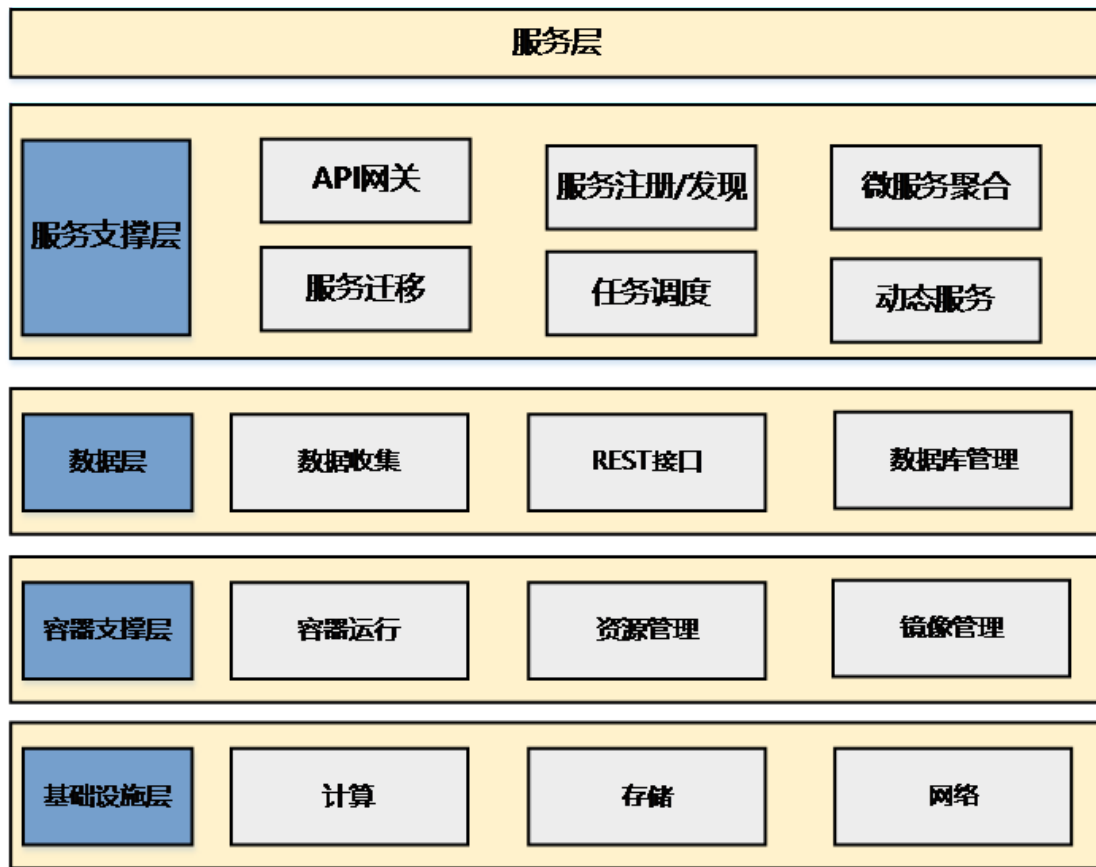 服务层
服务支撑层
API网关
服务注册/发现
微服务聚合
服务迁移
任务调度
动态服务
数据层
数据收集
REST接口
数据库管理
容器支撑层
容器运行
资源管理
镜像管理
基础设施层
计算
存储
网络